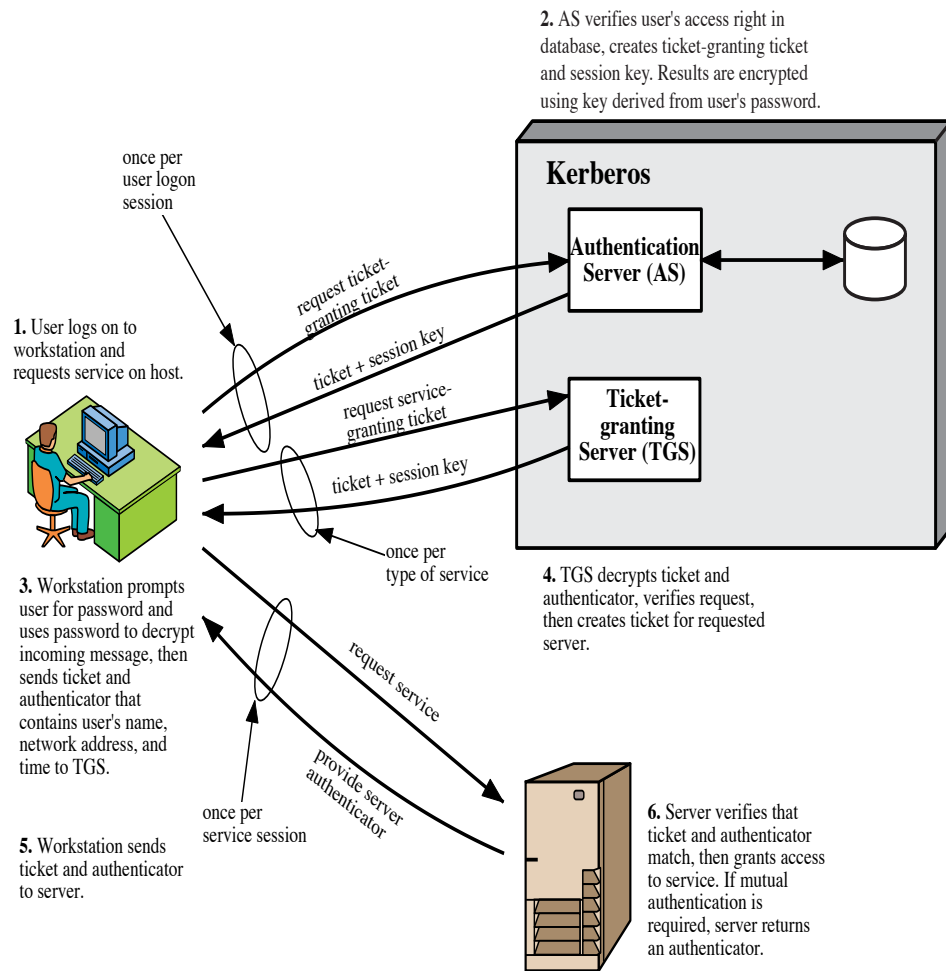 2. AS verifies user's access right in
database, creates ticket-granting ticket
and session key. Results are encrypted
using key derived from user's password.
once per
user logon
session
Kerberos
Authentication
Server (AS)
request ticket-
granting ticket
ticket + session key
1. User logs on to
workstation and
requests service on host.
request service-
granting ticket
ticket + session key
Ticket-
granting
Server (TGS)
once per
type of service
3. Workstation prompts
user for password and
uses password to decrypt
incoming message, then
sends ticket and
authenticator that
contains user's name,
network address, and
time to TGS.
4. TGS decrypts ticket and
authenticator, verifies request,
then creates ticket for requested
server.
request service
provide server
authenticator
once per
service session
5. Workstation sends
ticket and authenticator
to server.
6. Server verifies that
ticket and authenticator
match, then grants access
to service. If mutual
authentication is
required, server returns
an authenticator.